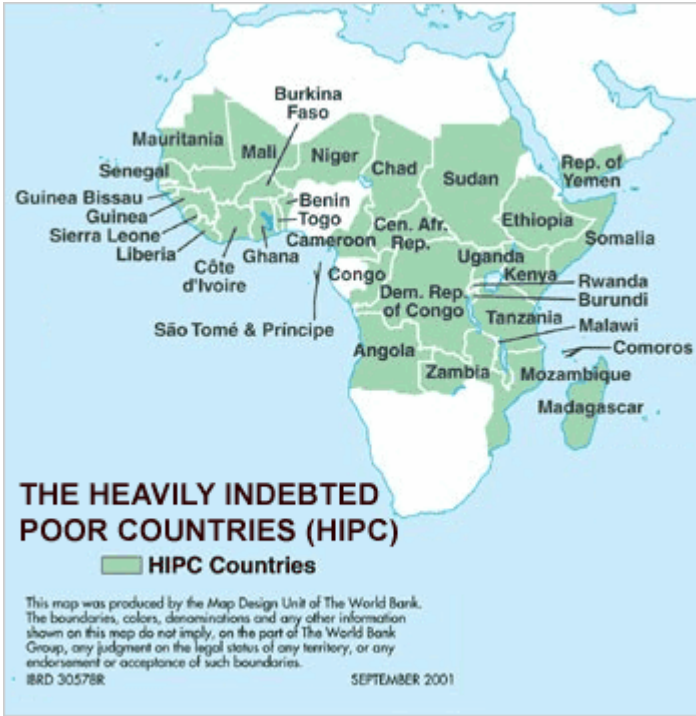 Burkina
Faso
Mauritania
Mali
Niger
Chad
Sudan
Rep. of
Yemen
Senegal
Guinea Bissau
Guinea
Sierra Leone
Liberia
Côte
d'Ivoire
Ghana
Benin
Togo
Cameroon
Cen. Afr.
Rep.
Ethiopia
Somalia
Uganda
Kenya
Congo
Dem. Rep.
of Congo
Rwanda
Burundi
Tanzania
Malawi
São Tomé & Príncipe
Comoros
Angola
Zambia
Mozambique
Madagascar
THE HEAVILY INDEBTED
POOR COUNTRIES (HIPC)
HIPC Countries
This map was produced by the Map Design Unit of The World Bank.
The boundaries, colors, denominations and any other information
shown on this map do not imply, on the part of The World Bank
Group, any judgment on the legal status of any territory, or any
endorsement or acceptance of such boundaries.
IBRD 30578R SEPTEMBER 2001